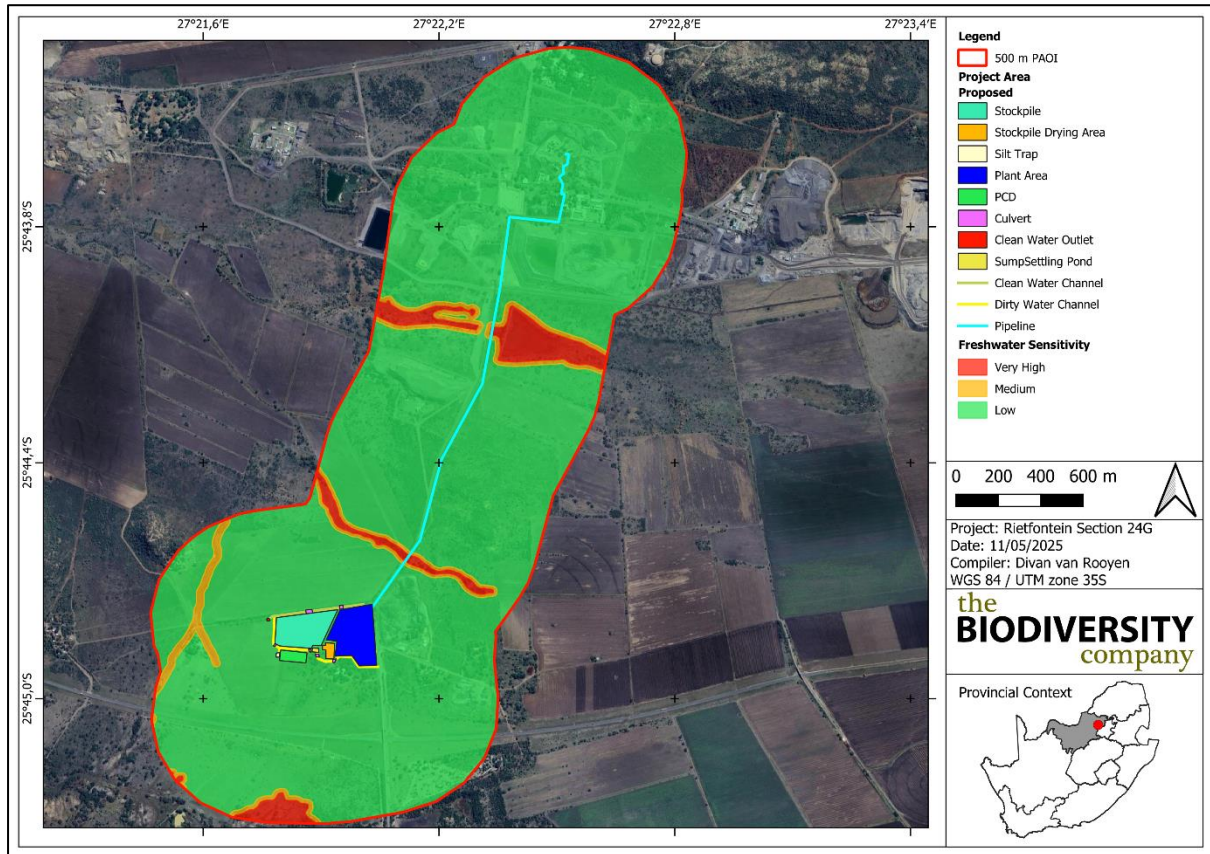 27°21,6'E
27°22,2'E
27°22,8'E
27°23,4'E
25°43,8'S
25°44,4'S
25°45,0'S
Legend
500 m PAOI
Project Area
Proposed
Stockpile
Stockpile Drying Area
Silt Trap
Plant Area
PCD
Culvert
Clean Water Outlet
SumpSettling Pond
Clean Water Channel
Dirty Water Channel
Pipeline
Freshwater Sensitivity
Very High
Medium
Low
0 200 400 600 m
Project: Rietfontein Section 24G
Date: 11/05/2025
Compiler: Divan van Rooyen
WGS 84 / UTM zone 35S
the
BIODIVERSITY
company
Provincial Context